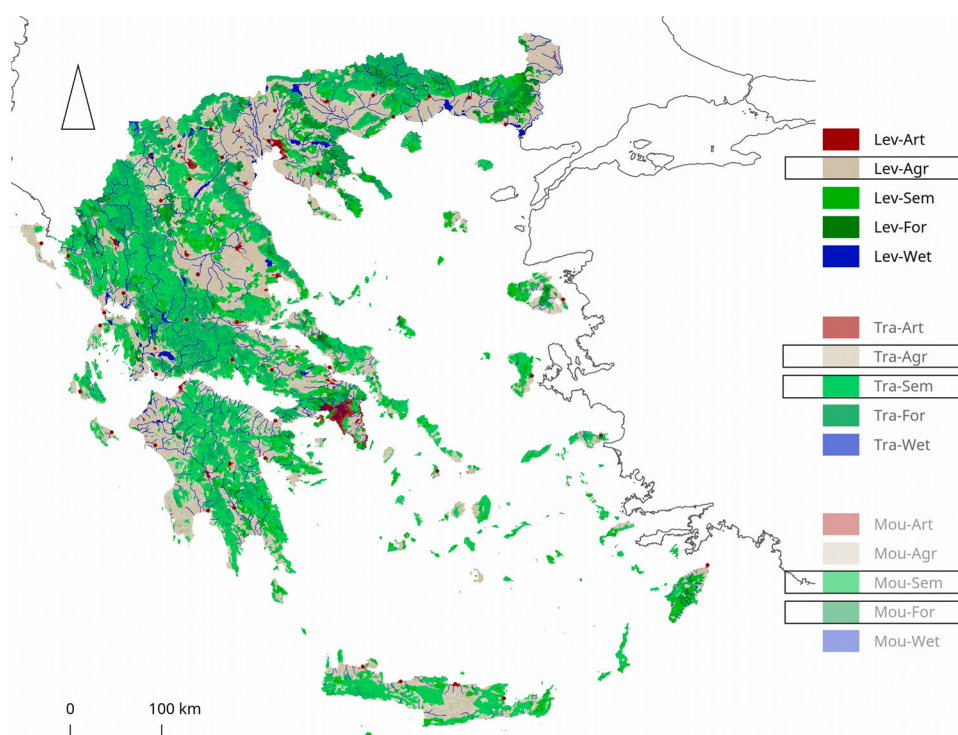 Lev-Art
Lev-Agr
Lev-Sem
Lev-For
Lev-Wet
Tra-Art
Tra-Agr
Tra-Sem
Tra-For
Tra-Wet
Mou-Art
Mou-Agr
Mou-Sem
Mou-For
Mou-Wet
0 100 km